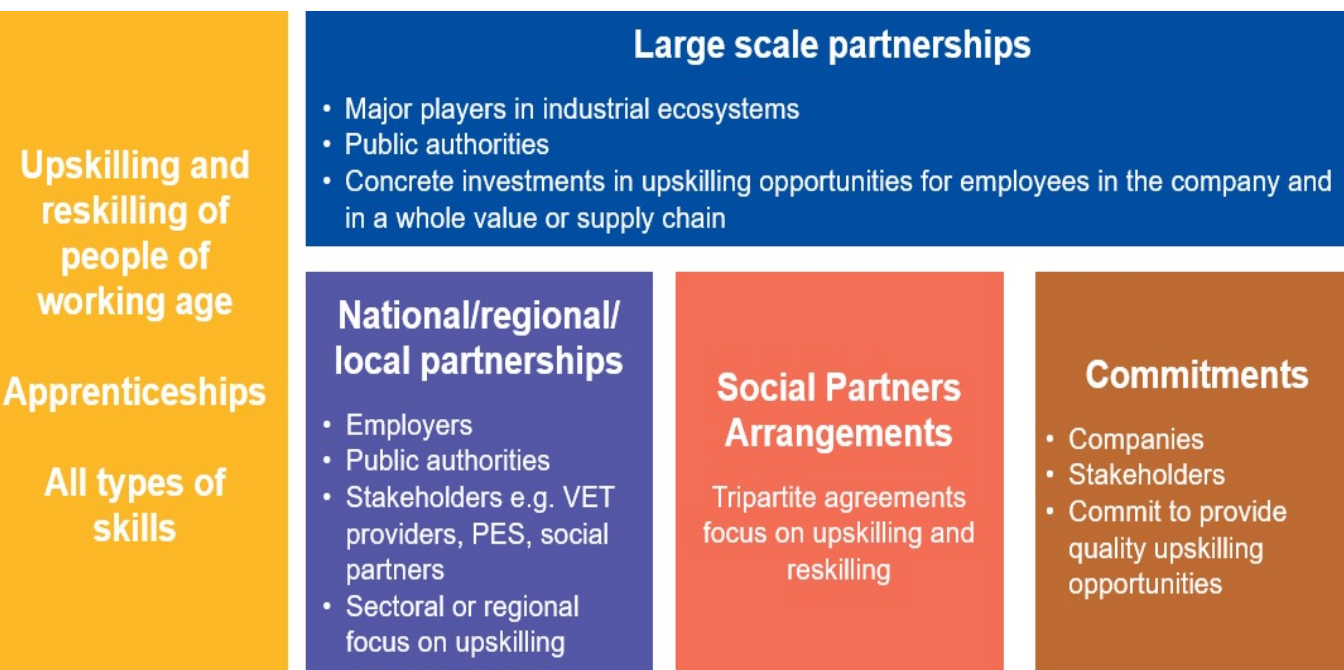 Upskilling and
reskilling of
people of
working age
Apprenticeships
All types of
skills
Large scale partnerships
• Major players in industrial ecosystems
• Public authorities
• Concrete investments in upskilling opportunities for employees in the company and
in a whole value or supply chain
National/regional/
local partnerships
• Employers
• Public authorities
• Stakeholders e.g. VET
providers, PES, social
partners
• Sectoral or regional
focus on upskilling
Social Partners
Arrangements
Tripartite agreements
focus on upskilling and
reskilling
Commitments
• Companies
• Stakeholders
• Commit to provide
quality upskilling
opportunities